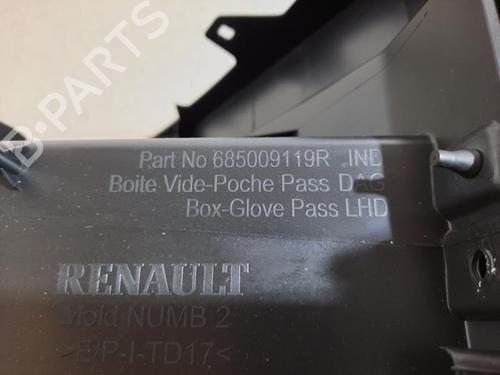 B-PARTS
Part No 685009119R IND
Boite Vide-Poche Pass DAG
Box-Glove Pass LHD
RENAULT
Mold NUMB 2
>E/P-I-TD17<